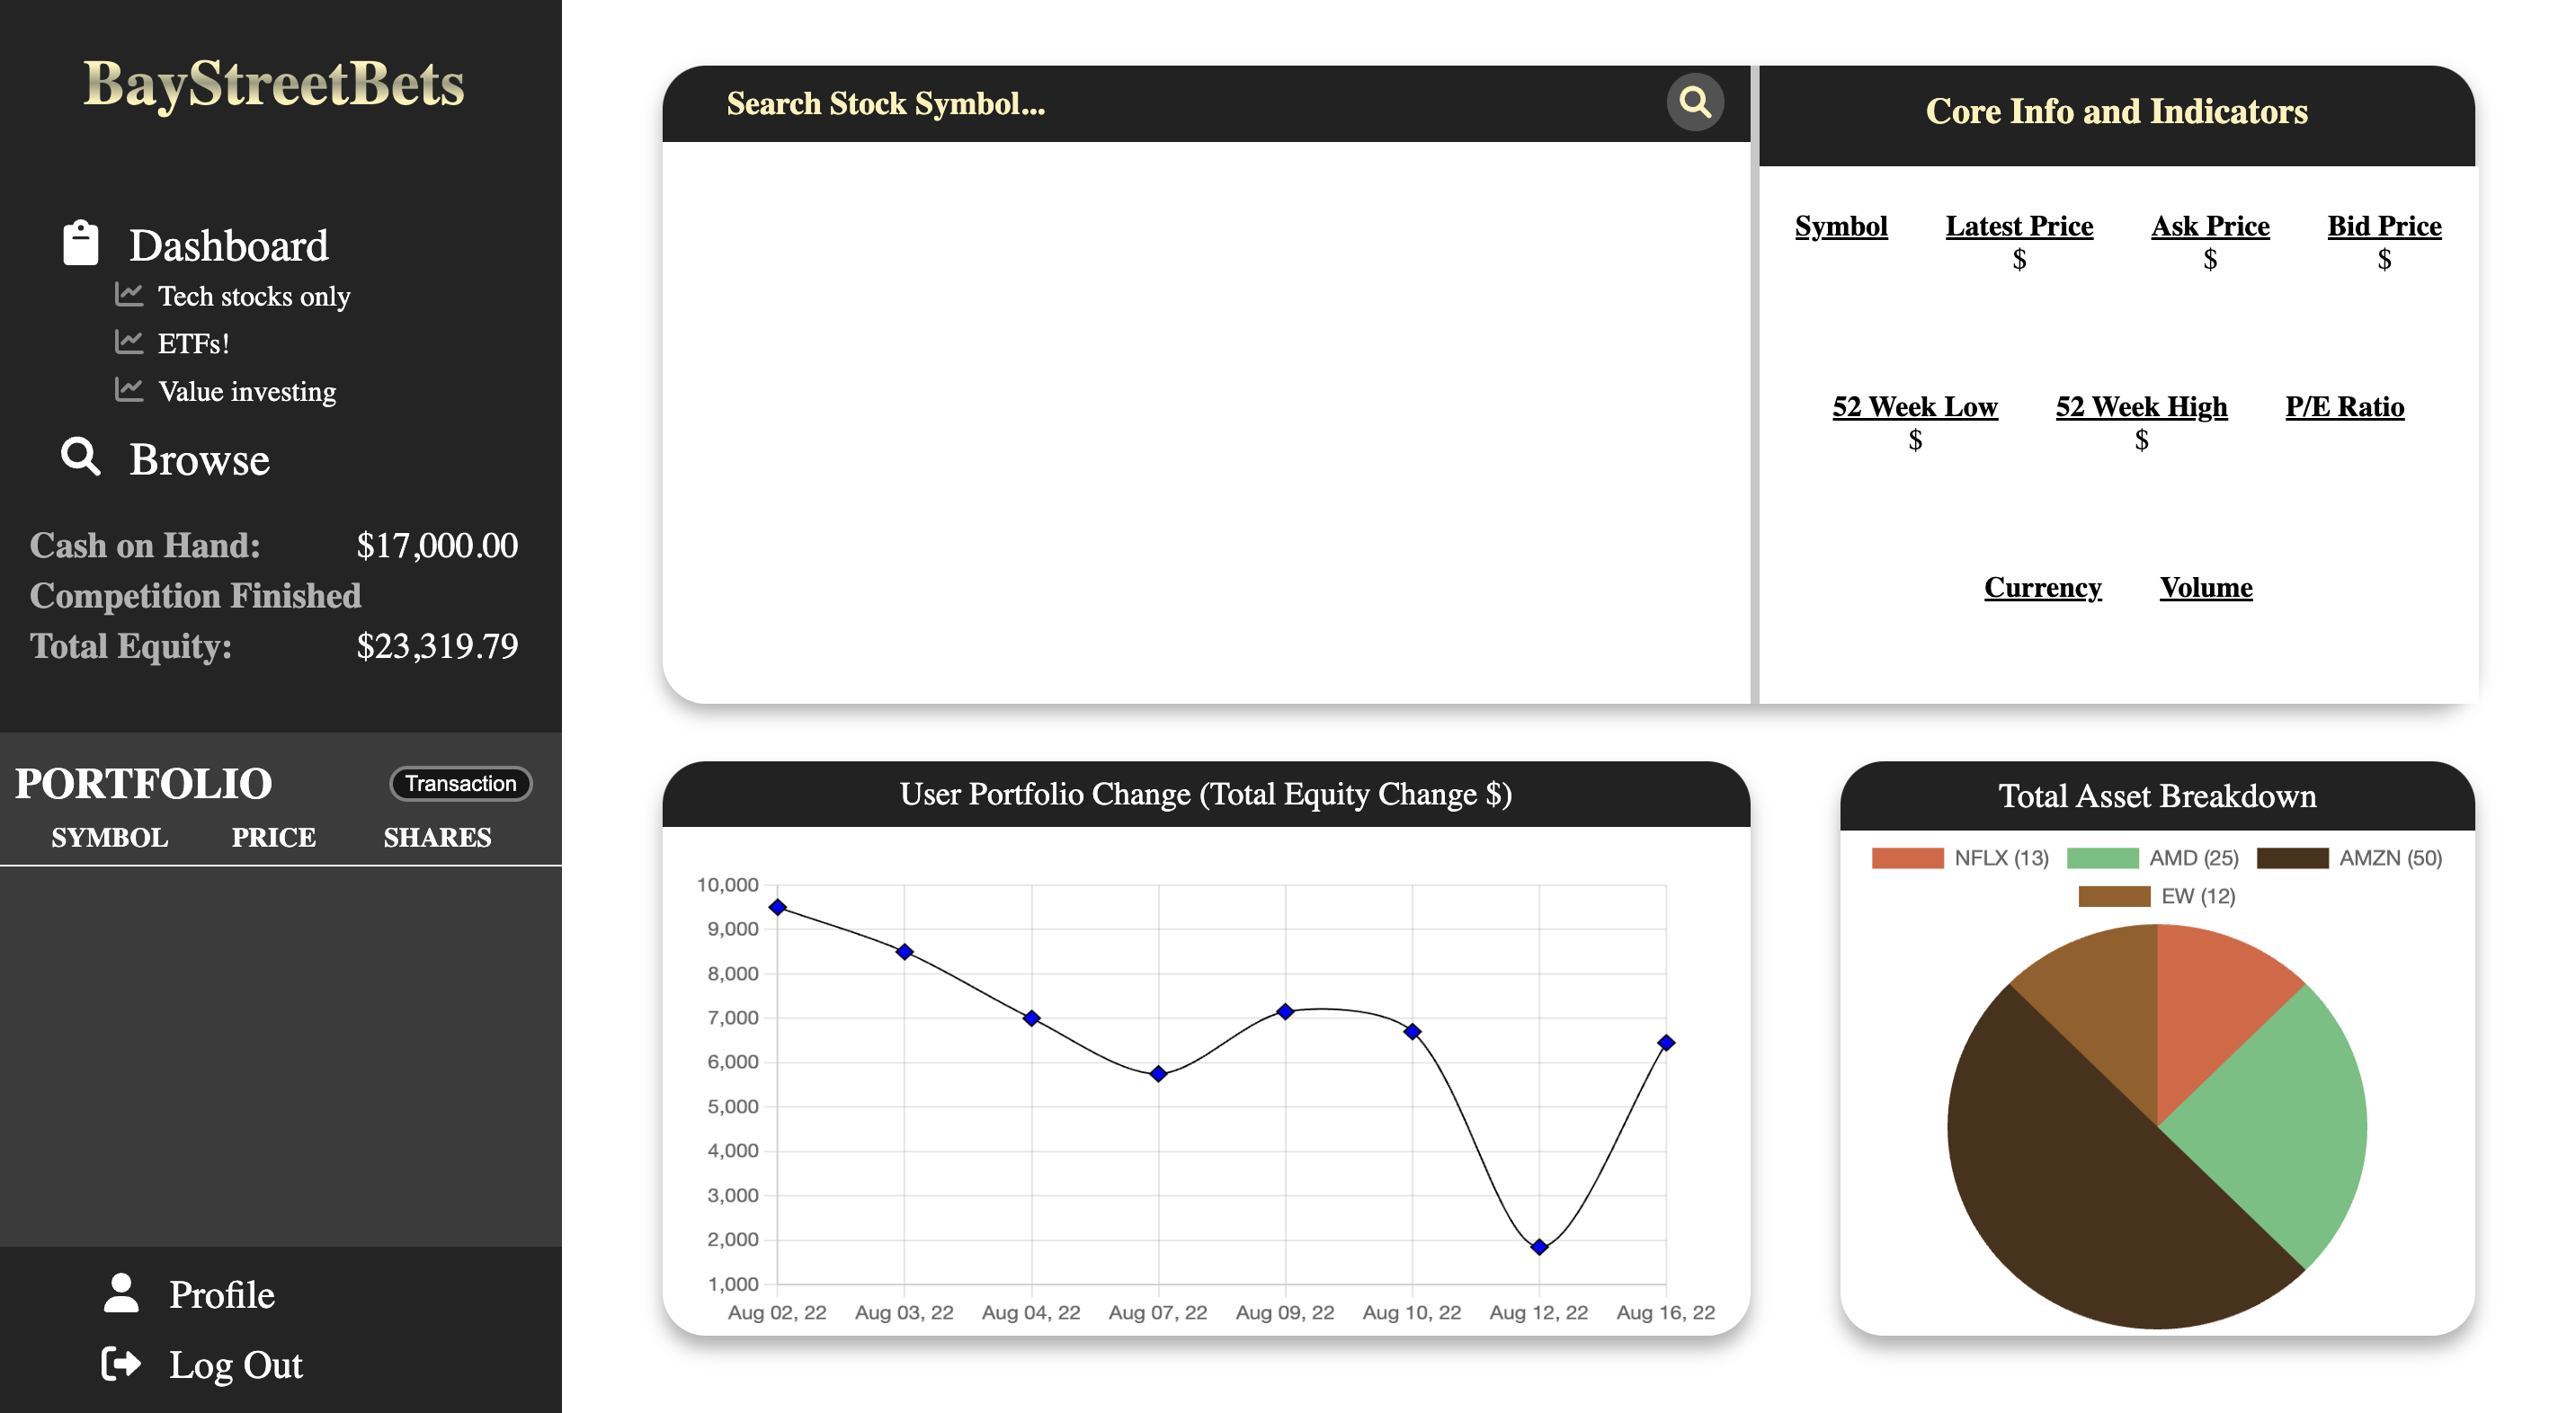 BayStreetBets
Dashboard
Tech stocks only
ETFs!
Value investing
Browse
Cash on Hand: $17,000.00
Competition Finished
Total Equity: $23,319.79
PORTFOLIO Transaction
SYMBOL PRICE SHARES
Profile
Log Out
Search Stock Symbol...
Core Info and Indicators
Symbol Latest Price Ask Price Bid Price
$ $ $
52 Week Low 52 Week High P/E Ratio
$ $
Currency Volume
User Portfolio Change (Total Equity Change $)
10,000
9,000
8,000
7,000
6,000
5,000
4,000
3,000
2,000
1,000
Aug 02, 22 Aug 03, 22 Aug 04, 22 Aug 07, 22 Aug 09, 22 Aug 10, 22 Aug 12, 22 Aug 16, 22
Total Asset Breakdown
NFLX (13) AMD (25) AMZN (50)
EW (12)